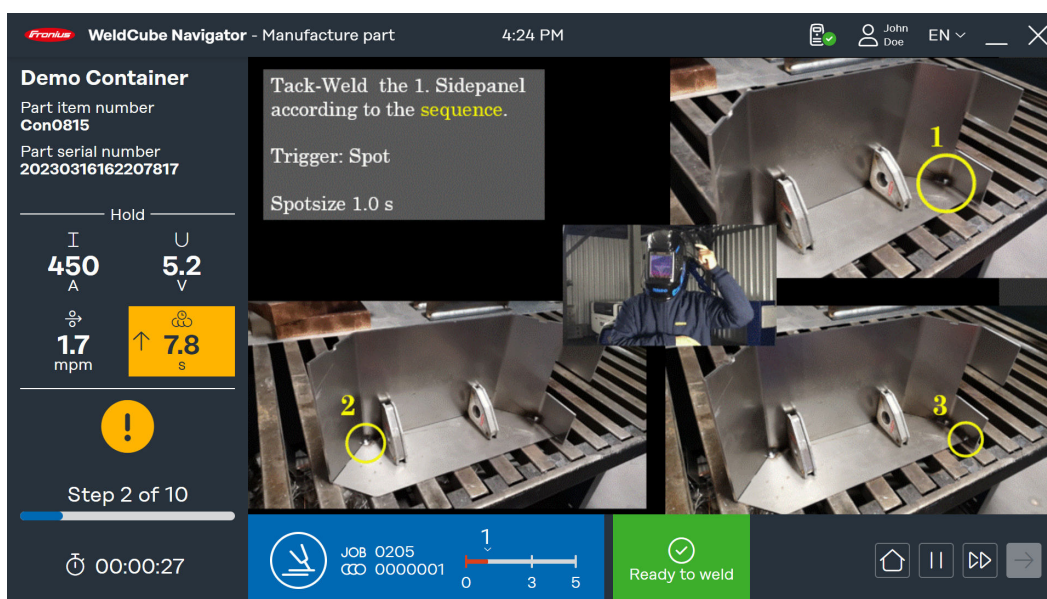 Fronius WeldCube Navigator - Manufacture part 4:24 PM John Doe EN
Demo Container
Part item number
Con0815
Part serial number
20230316162207817
Hold
I U
450 5.2
A V
1.7 7.8
mpm s
!
Step 2 of 10
00:00:27
Tack-Weld the 1. Sidepanel
according to the sequence.
Trigger: Spot
Spotsize 1.0 s
1
2
3
JOB 0205
0000001
1
0 3 5
Ready to weld